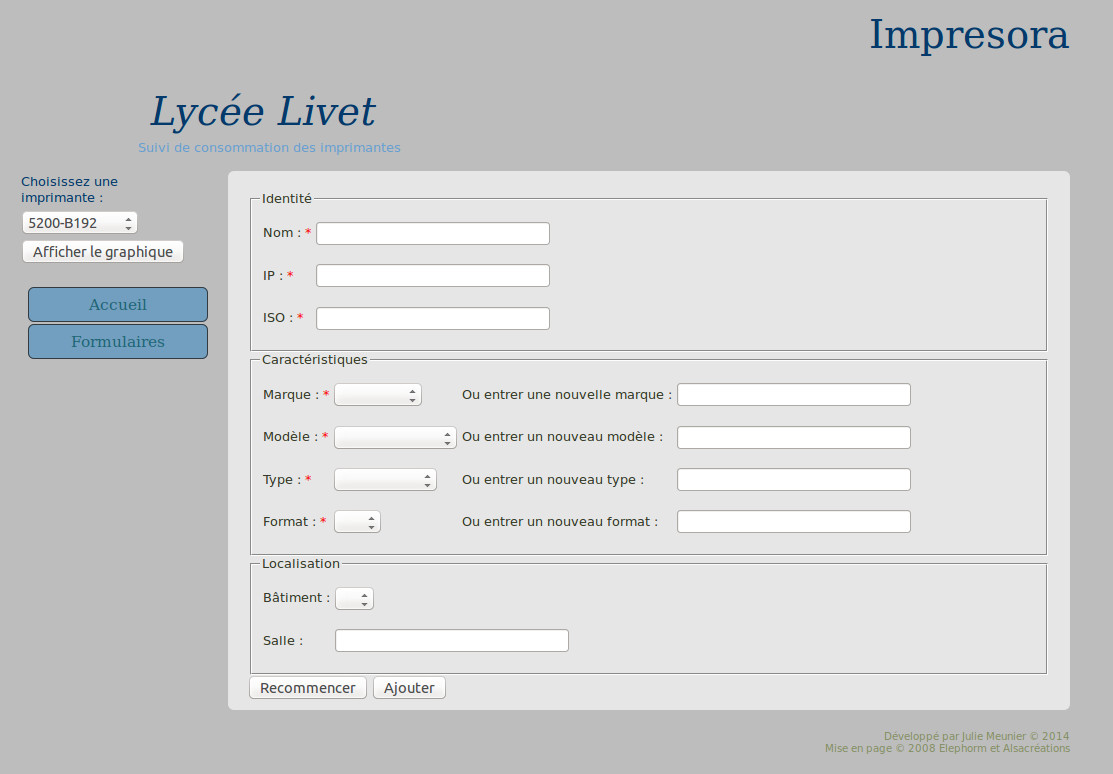 Impresora
Lycée Livet
Suivi de consommation des imprimantes
Choisissez une
imprimante :
5200-B192
Afficher le graphique
Accueil
Formulaires
Identité
Nom : *
IP : *
ISO : *
Caractéristiques
Marque : * Ou entrer une nouvelle marque :
Modèle : * Ou entrer un nouveau modèle :
Type : * Ou entrer un nouveau type :
Format : * Ou entrer un nouveau format :
Localisation
Bâtiment :
Salle :
Recommencer Ajouter
Développé par Julie Meunier © 2014
Mise en page © 2008 Elephorm et Alsacréations